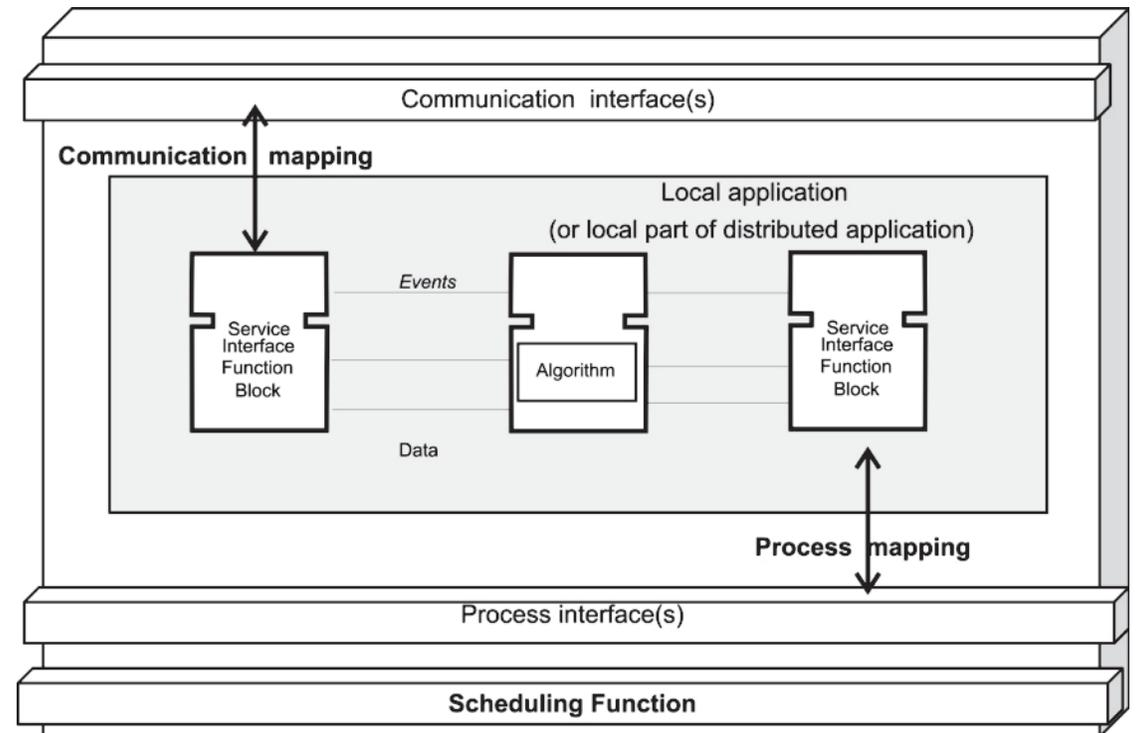 Communication interface(s)
Communication mapping
Local application
(or local part of distributed application)
Events
Service
Interface
Function
Block
Algorithm
Service
Interface
Function
Block
Data
Process mapping
Process interface(s)
Scheduling Function